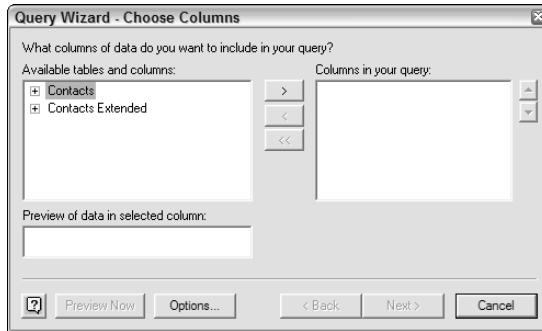 Query Wizard - Choose Columns
What columns of data do you want to include in your query?
Available tables and columns:
Columns in your query:
Contacts
Contacts Extended
>
<
<<
Preview of data in selected column:
? Preview Now Options... < Back Next > Cancel